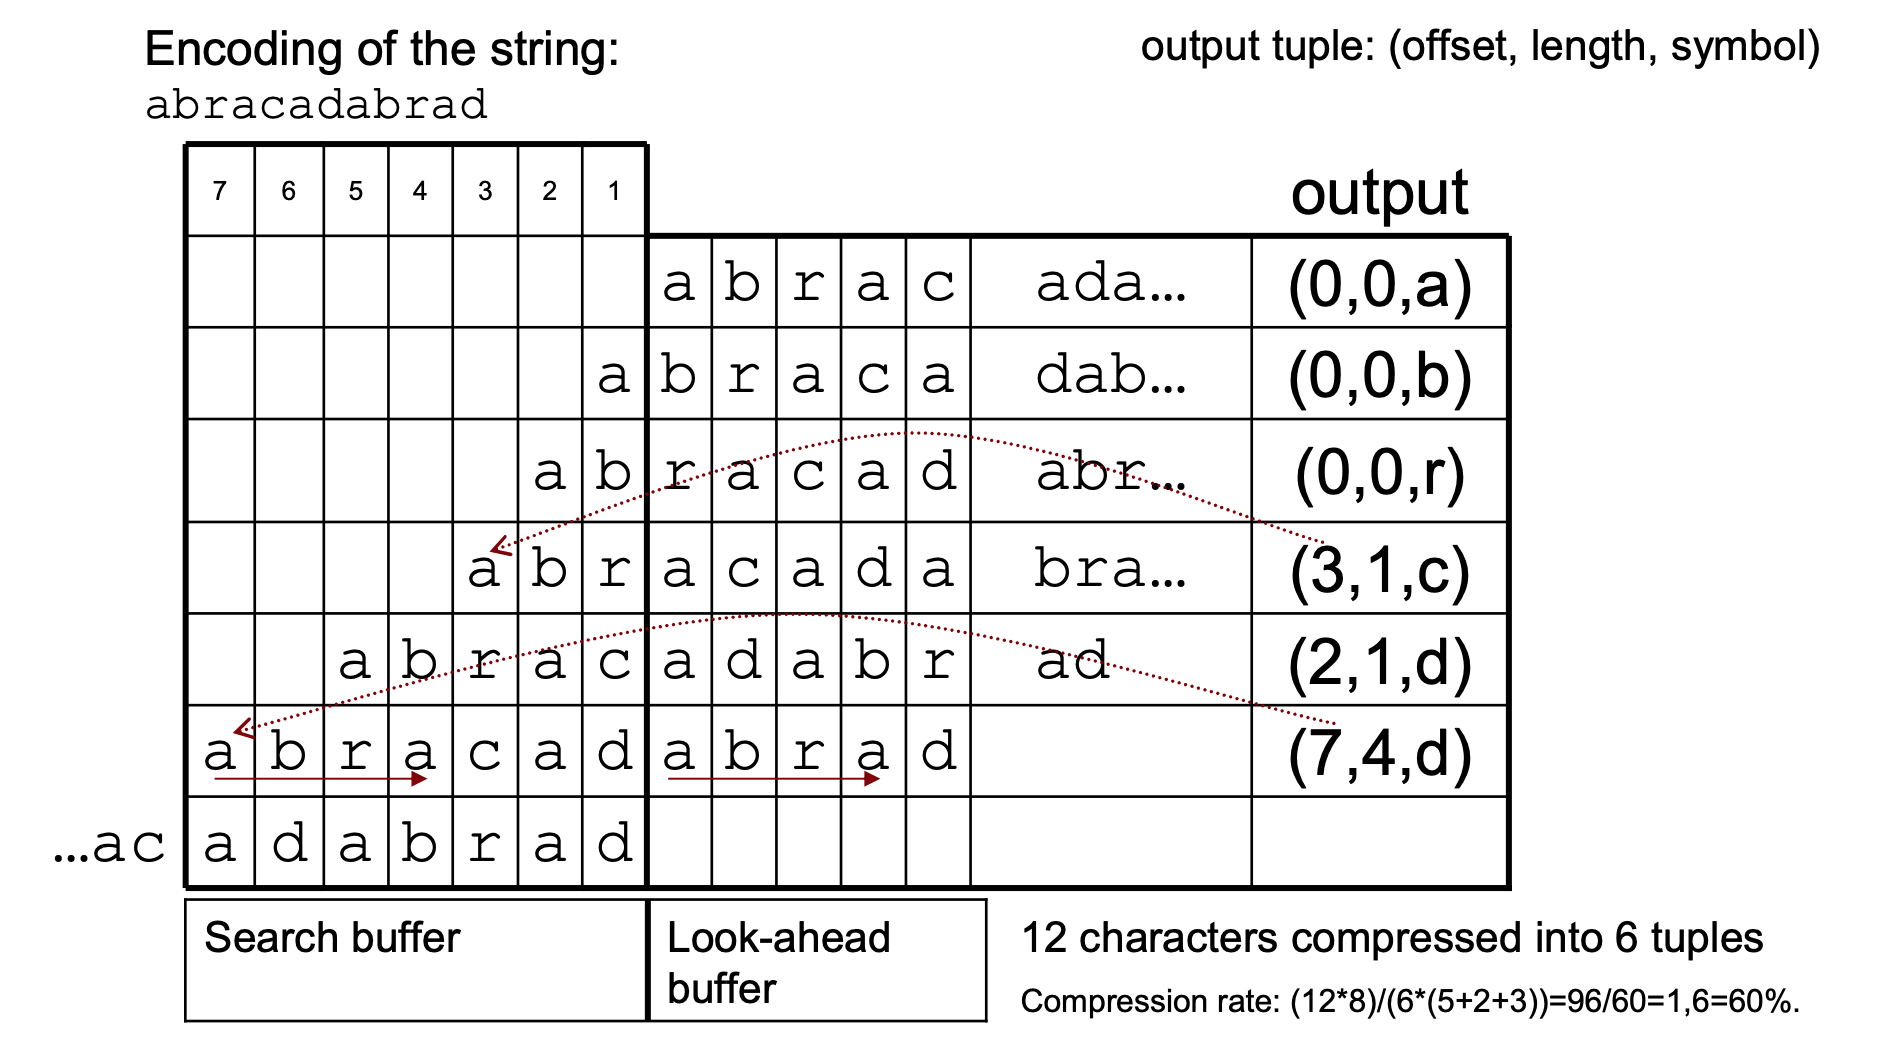 Encoding of the string:
output tuple: (offset, length, symbol)
abracadabrad
7 6 5 4 3 2 1
output
a b r a c ada… (0,0,a)
a b r a c a dab… (0,0,b)
a b r a c a d abr… (0,0,r)
a b r a c a d a bra… (3,1,c)
a b r a c a d a b r ad (2,1,d)
a b r a c a d a b r a d (7,4,d)
…ac a d a b r a d
Search buffer
Look-ahead
buffer
12 characters compressed into 6 tuples
Compression rate: (12*8)/(6*(5+2+3))=96/60=1,6=60%.